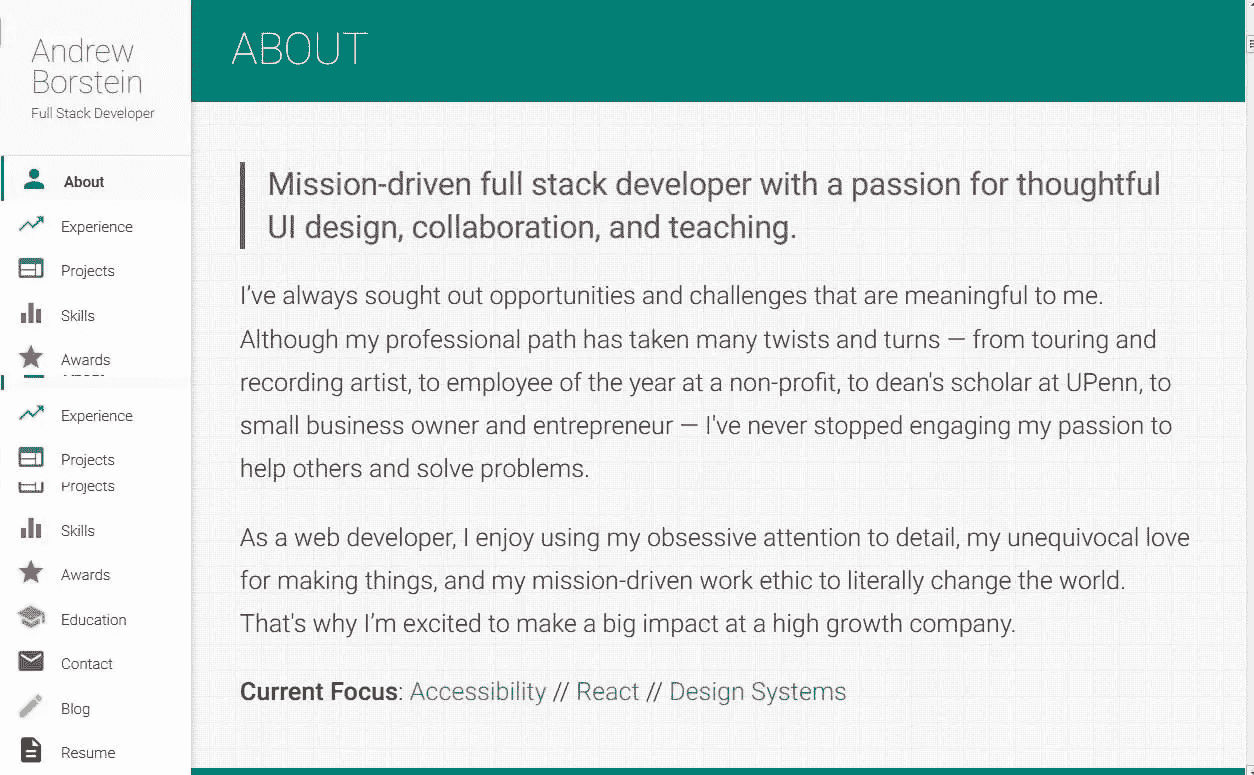 Andrew
Borstein
Full Stack Developer
About
Experience
Projects
Skills
Awards
Experience
Projects
Projects
Skills
Awards
Education
Contact
Blog
Resume
ABOUT
Mission-driven full stack developer with a passion for thoughtful
UI design, collaboration, and teaching.
I’ve always sought out opportunities and challenges that are meaningful to me.
Although my professional path has taken many twists and turns — from touring and
recording artist, to employee of the year at a non-profit, to dean's scholar at UPenn, to
small business owner and entrepreneur — I've never stopped engaging my passion to
help others and solve problems.
As a web developer, I enjoy using my obsessive attention to detail, my unequivocal love
for making things, and my mission-driven work ethic to literally change the world.
That's why I’m excited to make a big impact at a high growth company.
Current Focus: Accessibility // React // Design Systems